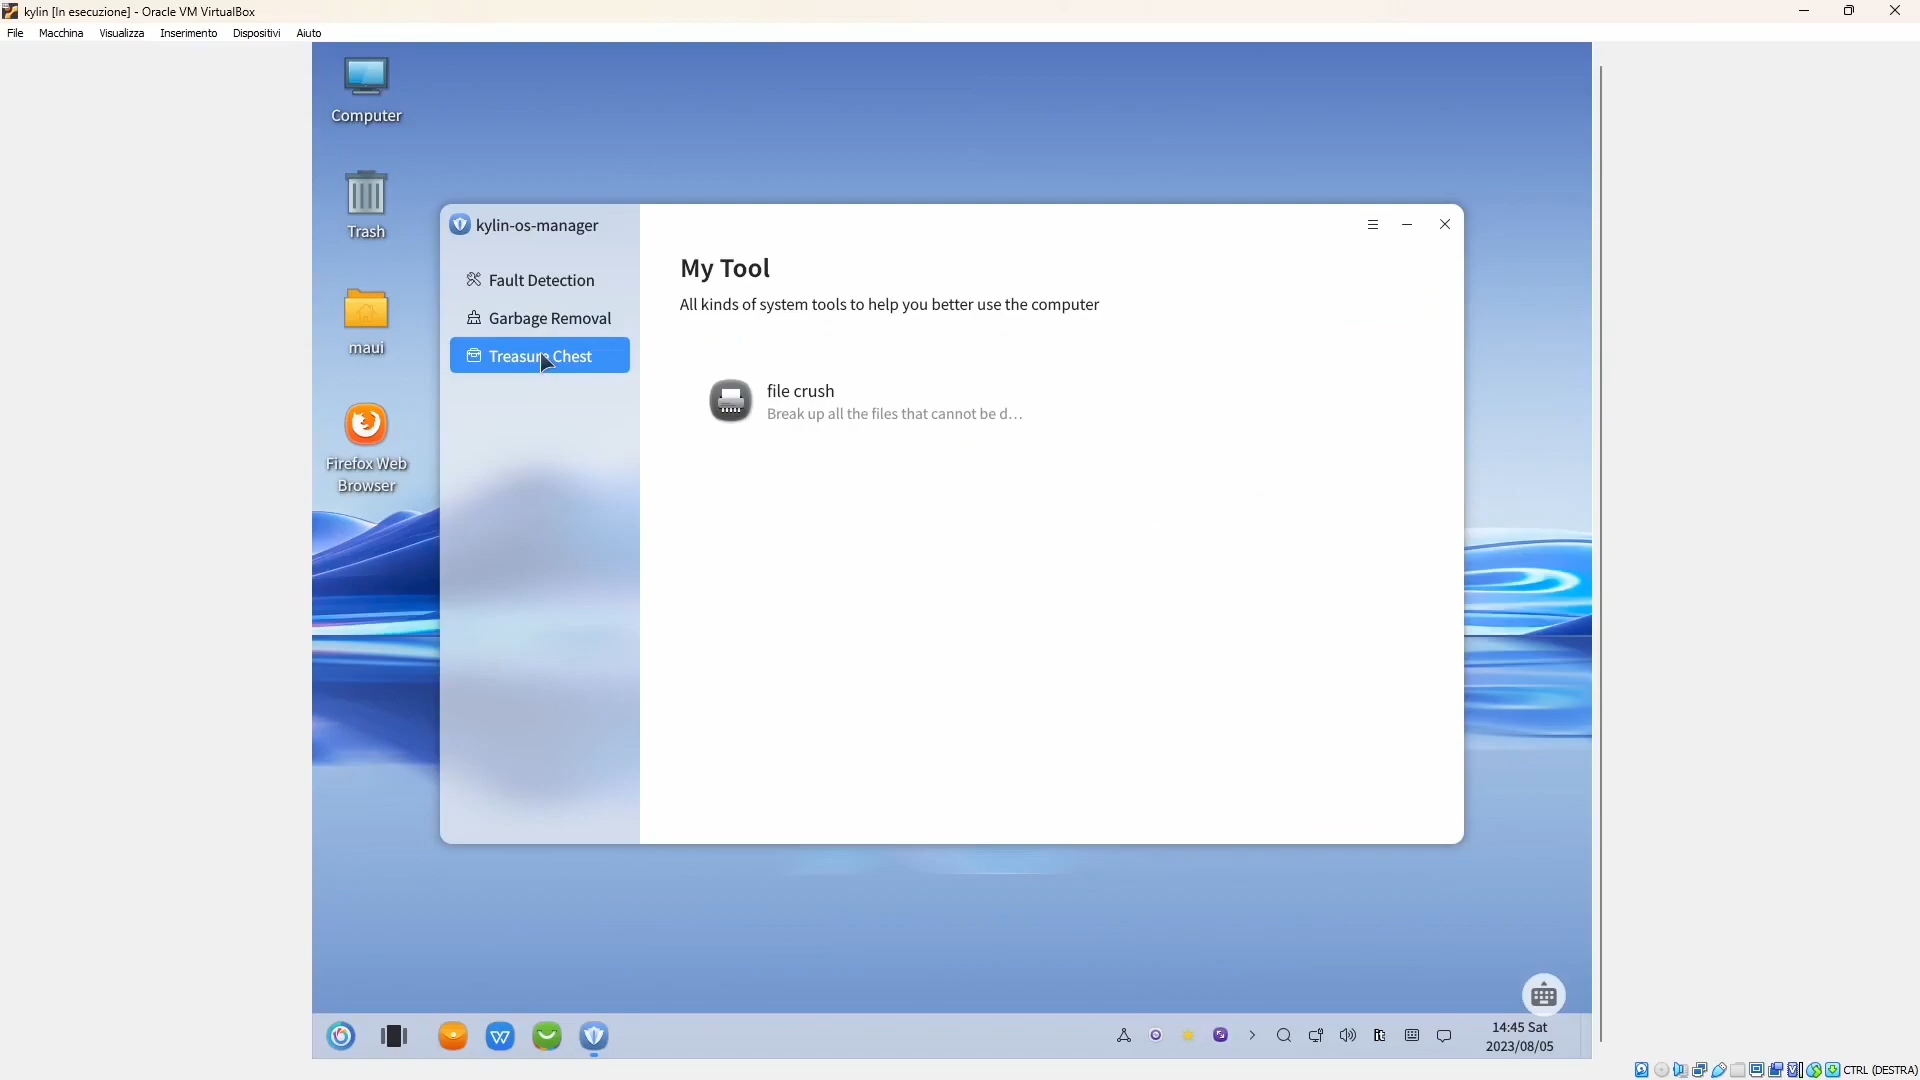 kylin [In esecuzione] - Oracle VM VirtualBox
File Macchina Visualizza Inserimento Dispositivi Aiuto
Computer
Trash
maui
Firefox Web
Browser
kylin-os-manager
Fault Detection
Garbage Removal
Treasure Chest
My Tool
All kinds of system tools to help you better use the computer
file crush
Break up all the files that cannot be d...
it
14:45 Sat
2023/08/05
CTRL (DESTRA)